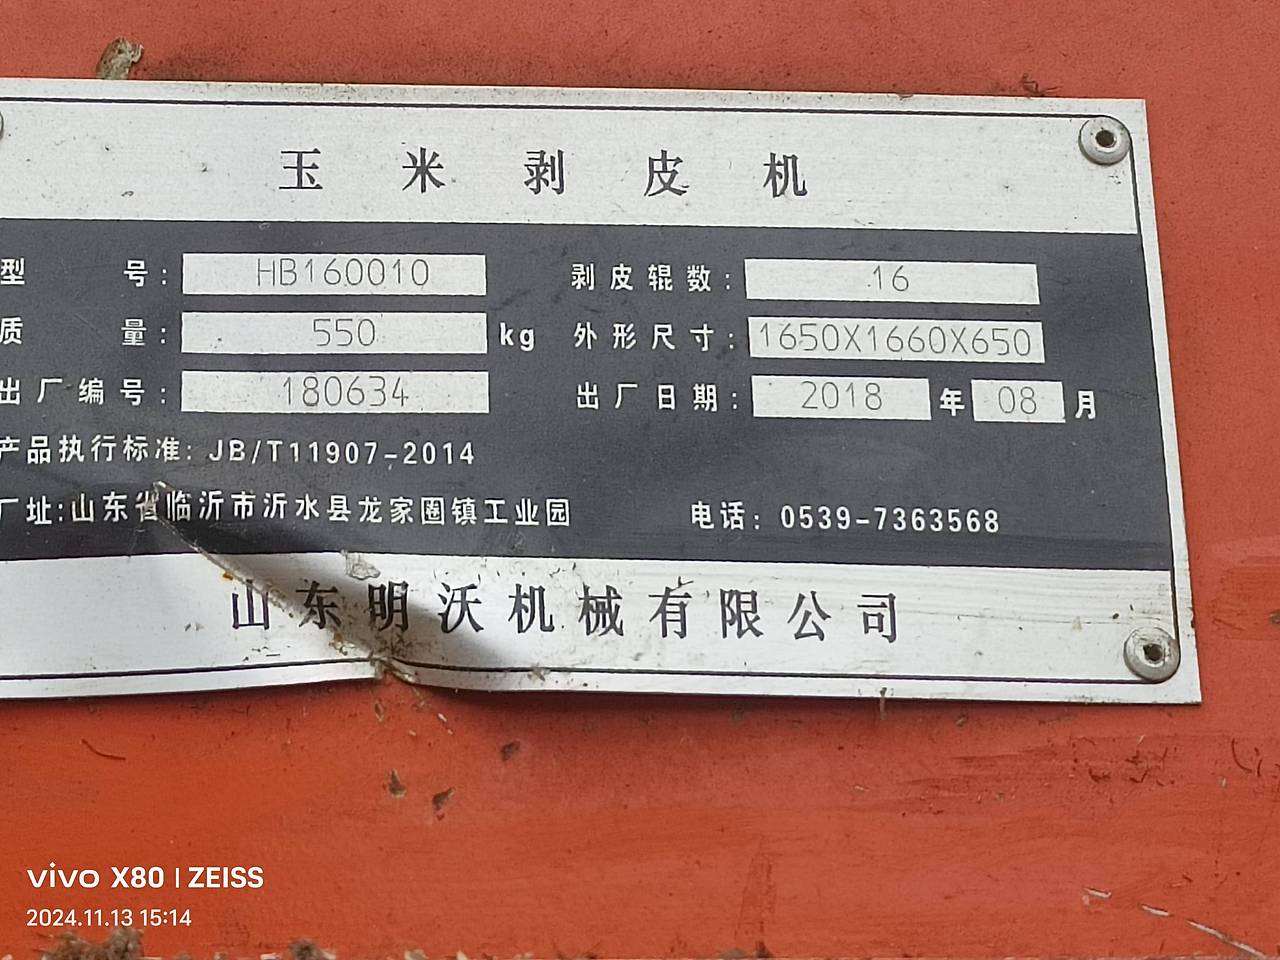 玉米剥皮机
型号: HB160010 剥皮辊数: 16
质量: 550 kg 外形尺寸: 1650X1660X650
出厂编号: 180634 出厂日期: 2018 年 08 月
产品执行标准: JB/T11907-2014
厂址:山东省临沂市沂水县龙家圈镇工业园 电话: 0539-7363568
山东明沃机械有限公司
vivo X80 | ZEISS
2024.11.13 15:14